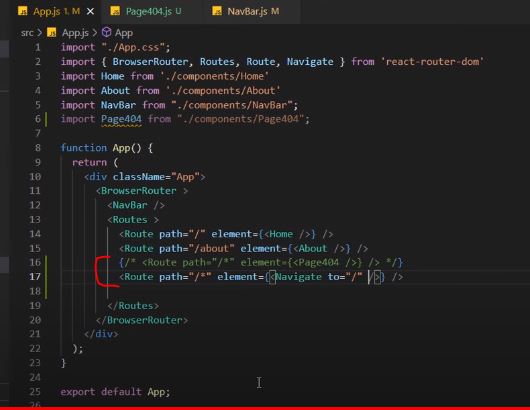 App.js 1, M Page404.js U NavBar.js M
src > App.js > App
1 import "./App.css";
2 import { BrowserRouter, Routes, Route, Navigate } from 'react-router-dom'
3 import Home from './components/Home'
4 import About from './components/About'
5 import NavBar from "./components/NavBar";
6 import Page404 from "./components/Page404";
7
8 function App() {
9 return (
10 <div className="App">
11 <BrowserRouter >
12 <NavBar />
13 <Routes >
14 <Route path="/" element={<Home />} />
15 <Route path="/about" element={<About />} />
16 {/* <Route path="/*" element={<Page404 />} /> */}
17 <Route path="/*" element={<Navigate to="/" />} />
18
19 </Routes>
20 </BrowserRouter>
21 </div>
22 );
23 }
24
25 export default App;
26